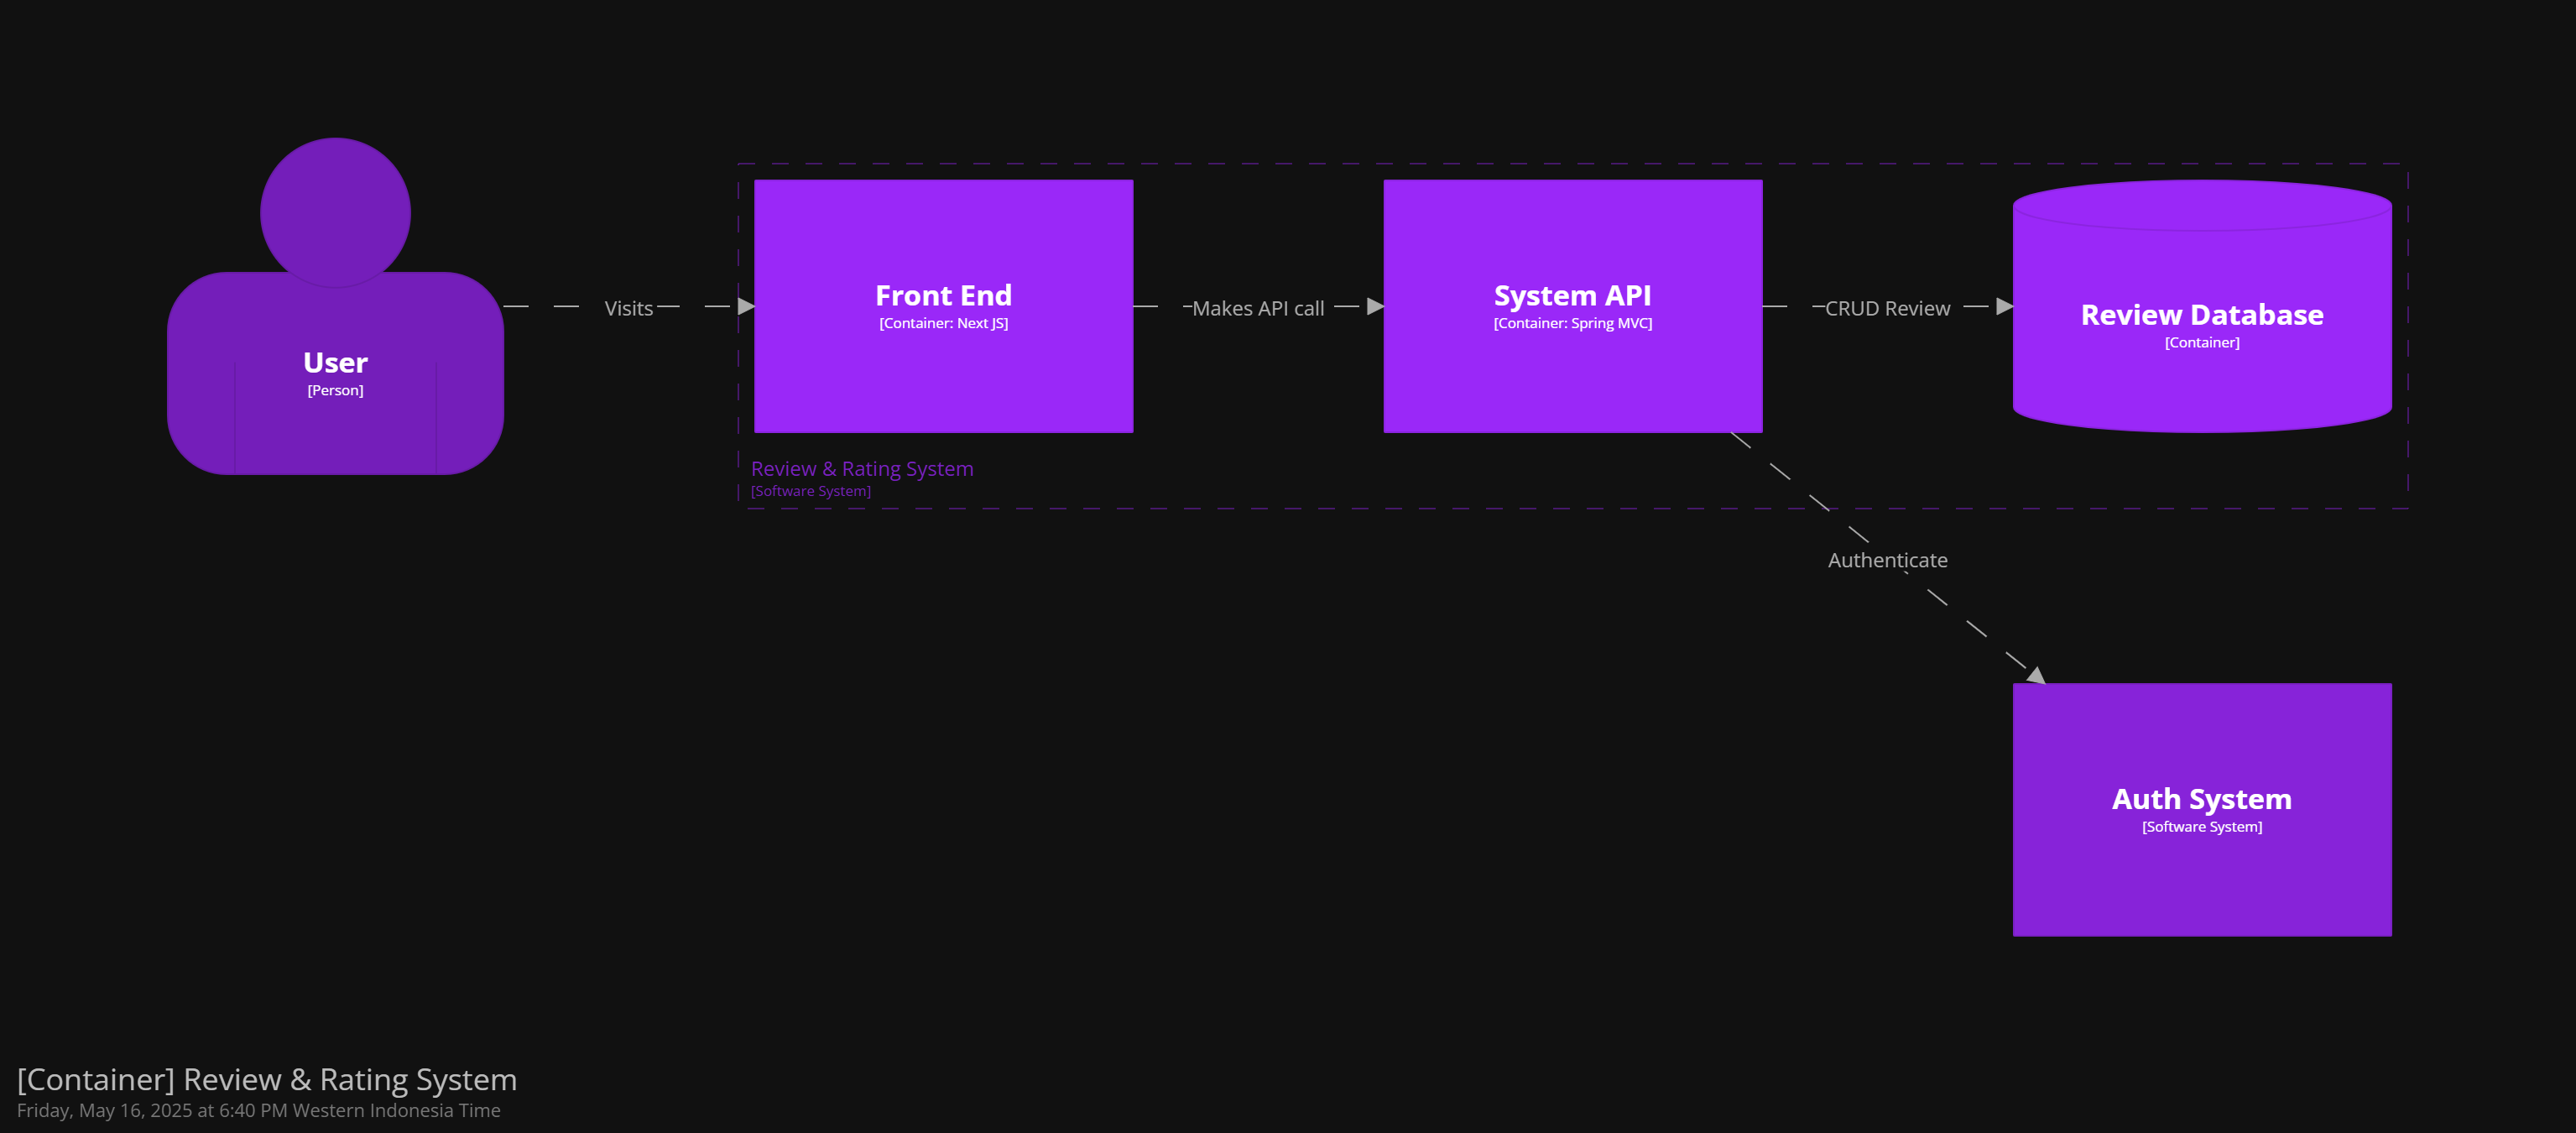 User
[Person]
Visits
Front End
[Container: Next JS]
Makes API call
System API
[Container: Spring MVC]
CRUD Review
Review Database
[Container]
Review & Rating System
[Software System]
Authenticate
Auth System
[Software System]
[Container] Review & Rating System
Friday, May 16, 2025 at 6:40 PM Western Indonesia Time